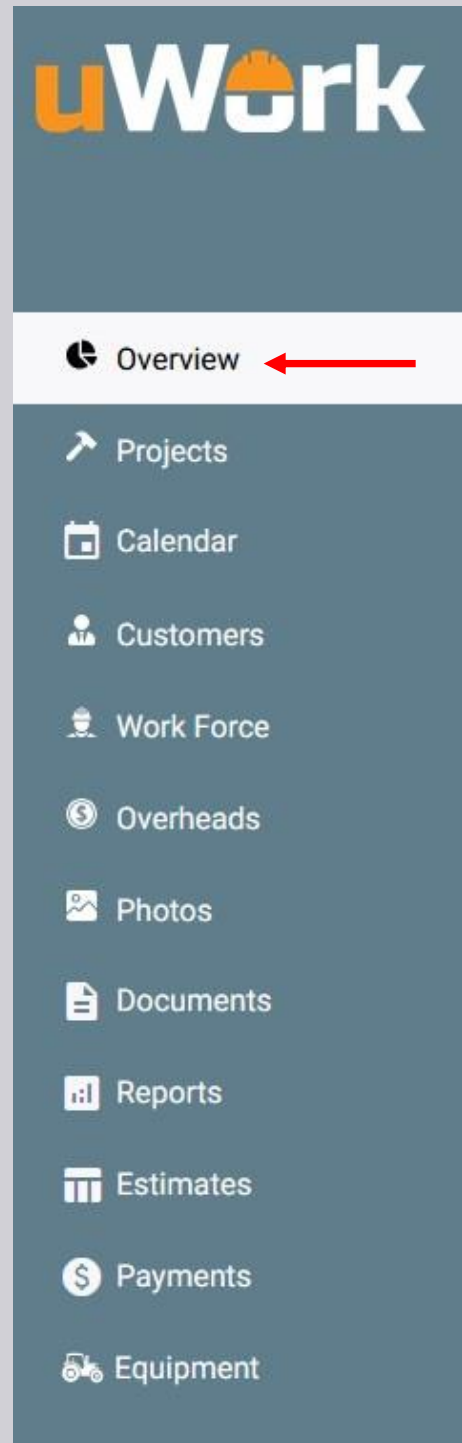 uWork
Overview
Projects
Calendar
Customers
Work Force
Overheads
Photos
Documents
Reports
Estimates
Payments
Equipment